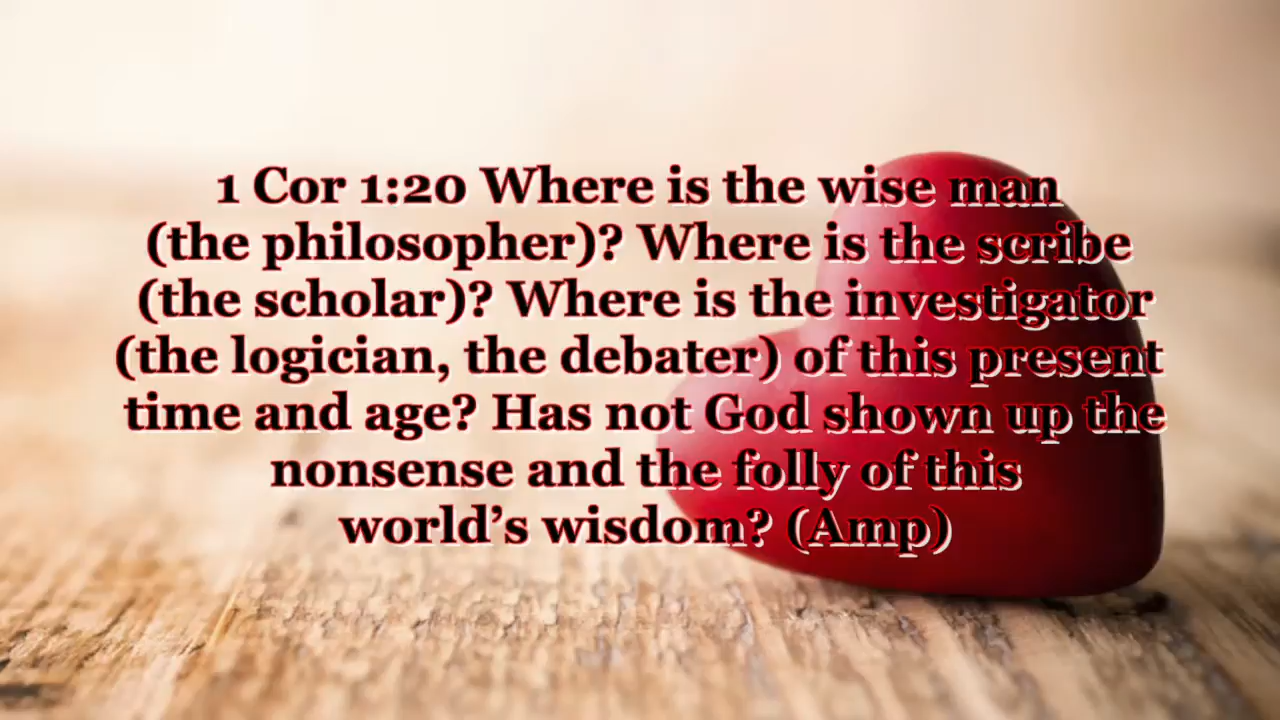 1 Cor 1:20 Where is the wise man
(the philosopher)? Where is the scribe
(the scholar)? Where is the investigator
(the logician, the debater) of this present
time and age? Has not God shown up the
nonsense and the folly of this
world’s wisdom? (Amp)